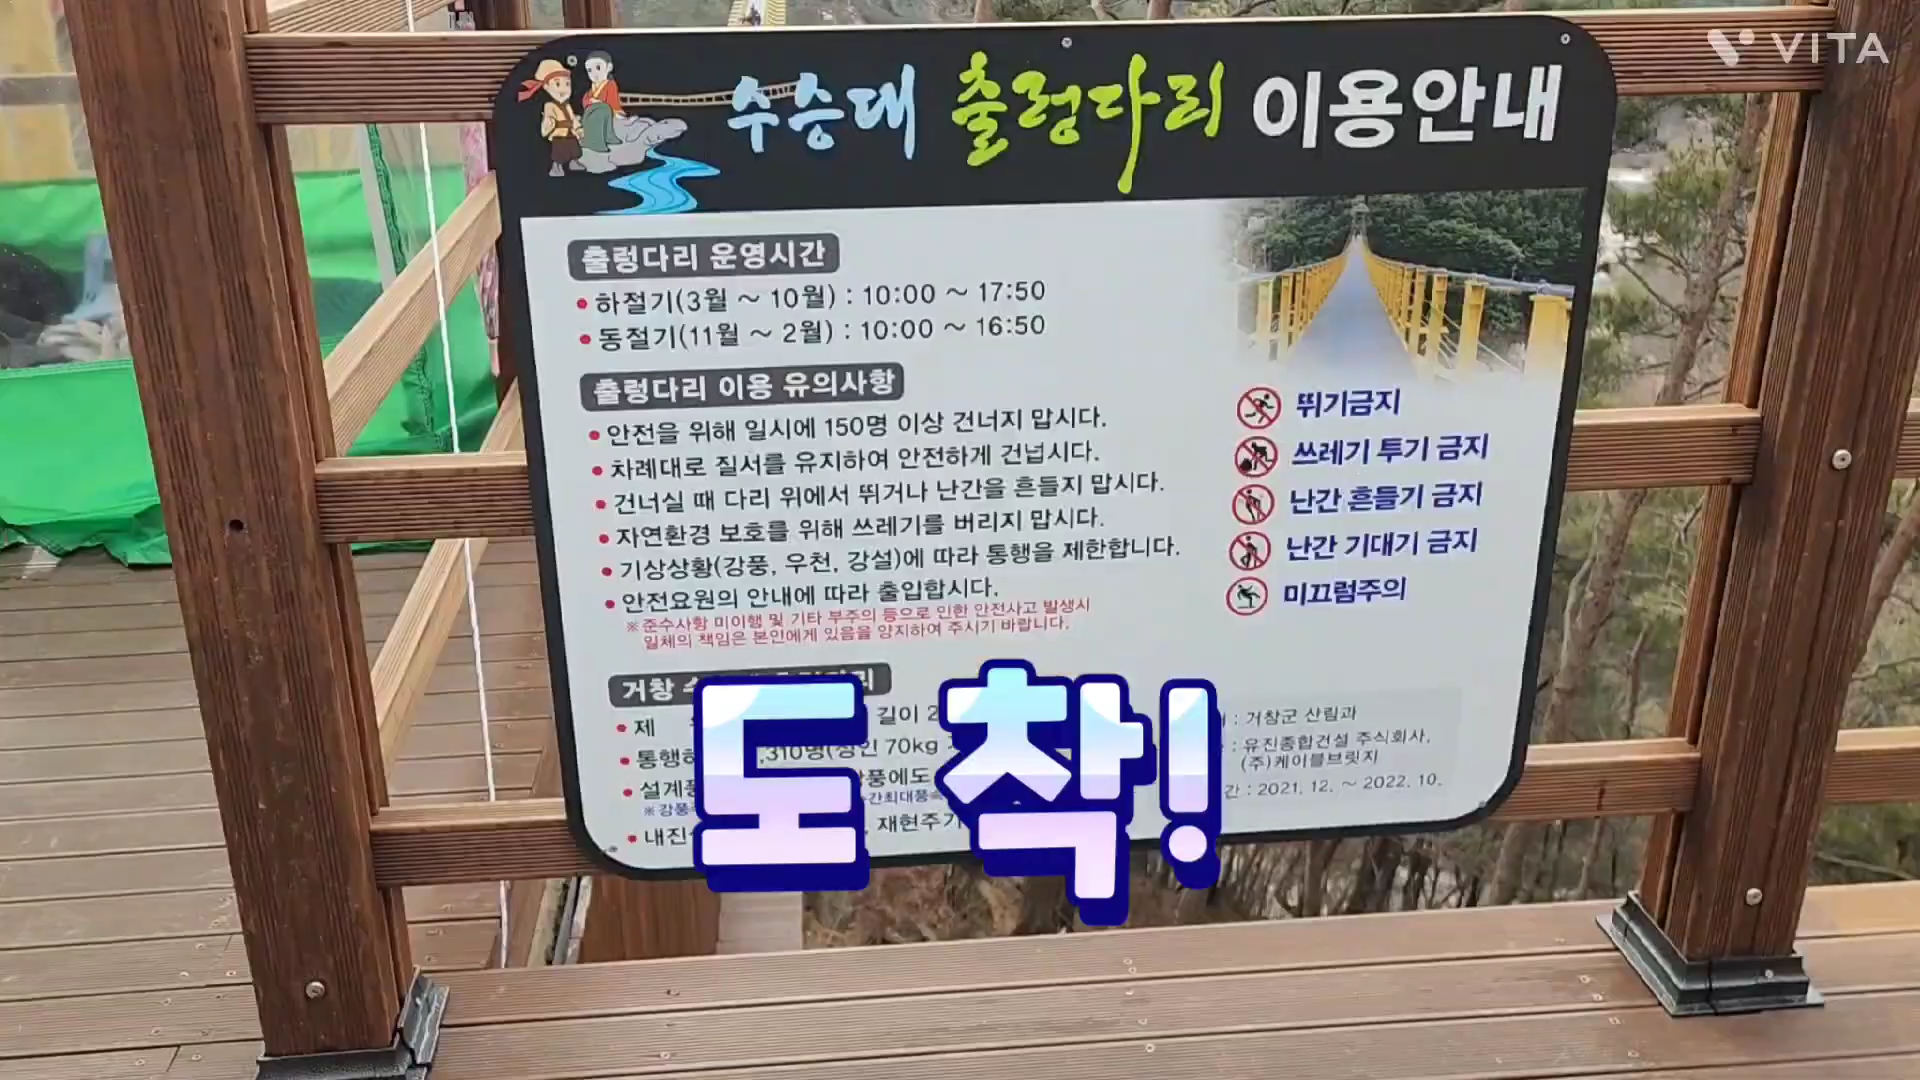 VITA
수승대 출렁다리 이용안내
출렁다리 운영시간
• 하절기(3월 ~ 10월) : 10:00 ~ 17:50
• 동절기(11월 ~ 2월) : 10:00 ~ 16:50
출렁다리 이용 유의사항
• 안전을 위해 일시에 150명 이상 건너지 맙시다.
• 차례대로 질서를 유지하여 안전하게 건넙시다.
• 건너실 때 다리 위에서 뛰거나 난간을 흔들지 맙시다.
• 자연환경 보호를 위해 쓰레기를 버리지 맙시다.
• 기상상황(강풍, 우천, 강설)에 따라 통행을 제한합니다.
• 안전요원의 안내에 따라 출입합시다.
※ 준수사항 미이행 및 기타 부주의 등으로 인한 안전사고 발생시
일체의 책임은 본인에게 있음을 양지하여 주시기 바랍니다.
뛰기금지
쓰레기 투기 금지
난간 흔들기 금지
난간 기대기 금지
미끄럼주의
거창
• 제 길이
• 통행 310명(성인 70kg
• 설계풍 강풍에도
※ 강풍 간최대풍
• 내진 재현주기
: 거창군 산림과
: 유진종합건설 주식회사,
(주)케이블브릿지
간 : 2021. 12. ~ 2022. 10.
도착!